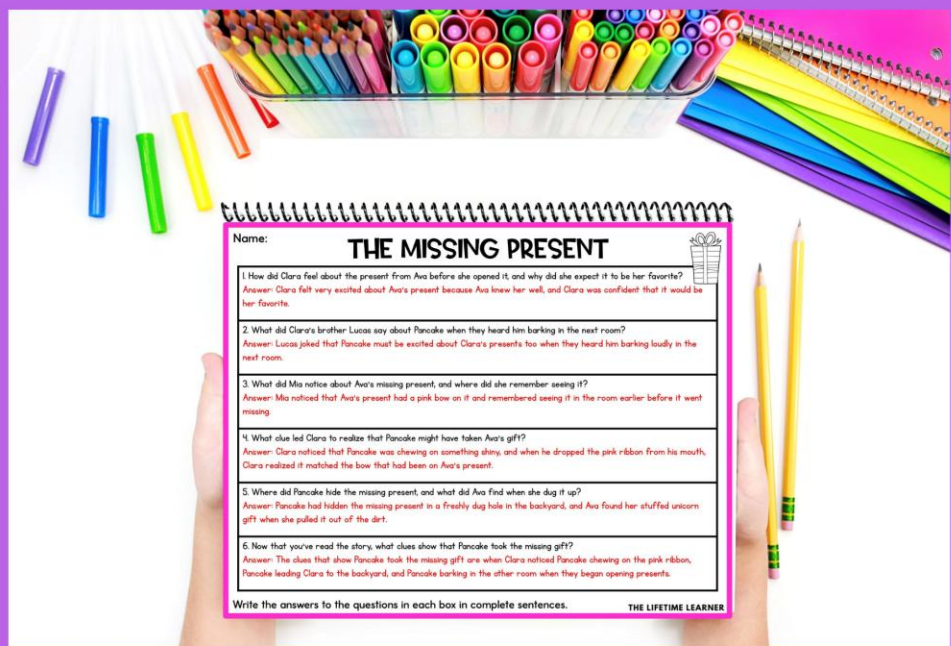 Name:
THE MISSING PRESENT
1. How did Clara feel about the present from Ava before she opened it, and why did she expect it to be her favorite?
Answer: Clara felt very excited about Ava's present because Ava knew her well, and Clara was confident that it would be
her favorite.
2. What did Clara's brother Lucas say about Pancake when they heard him barking in the next room?
Answer: Lucas joked that Pancake must be excited about Clara's presents too when they heard him barking loudly in the
next room.
3. What did Mia notice about Ava's missing present, and where did she remember seeing it?
Answer: Mia noticed that Ava's present had a pink bow on it and remembered seeing it in the room earlier before it went
missing.
4. What clue led Clara to realize that Pancake might have taken Ava's gift?
Answer: Clara noticed that Pancake was chewing on something shiny, and when he dropped the pink ribbon from his mouth,
Clara realized it matched the bow that had been on Ava's present.
5. Where did Pancake hide the missing present, and what did Ava find when she dug it up?
Answer: Pancake had hidden the missing present in a freshly dug hole in the backyard, and Ava found her stuffed unicorn
gift when she pulled it out of the dirt.
6. Now that you've read the story, what clues show that Pancake took the missing gift?
Answer: The clues that show Pancake took the missing gift are when Clara noticed Pancake chewing on the pink ribbon,
Pancake leading Clara to the backyard, and Pancake barking in the other room when they began opening presents.
Write the answers to the questions in each box in complete sentences.
THE LIFETIME LEARNER